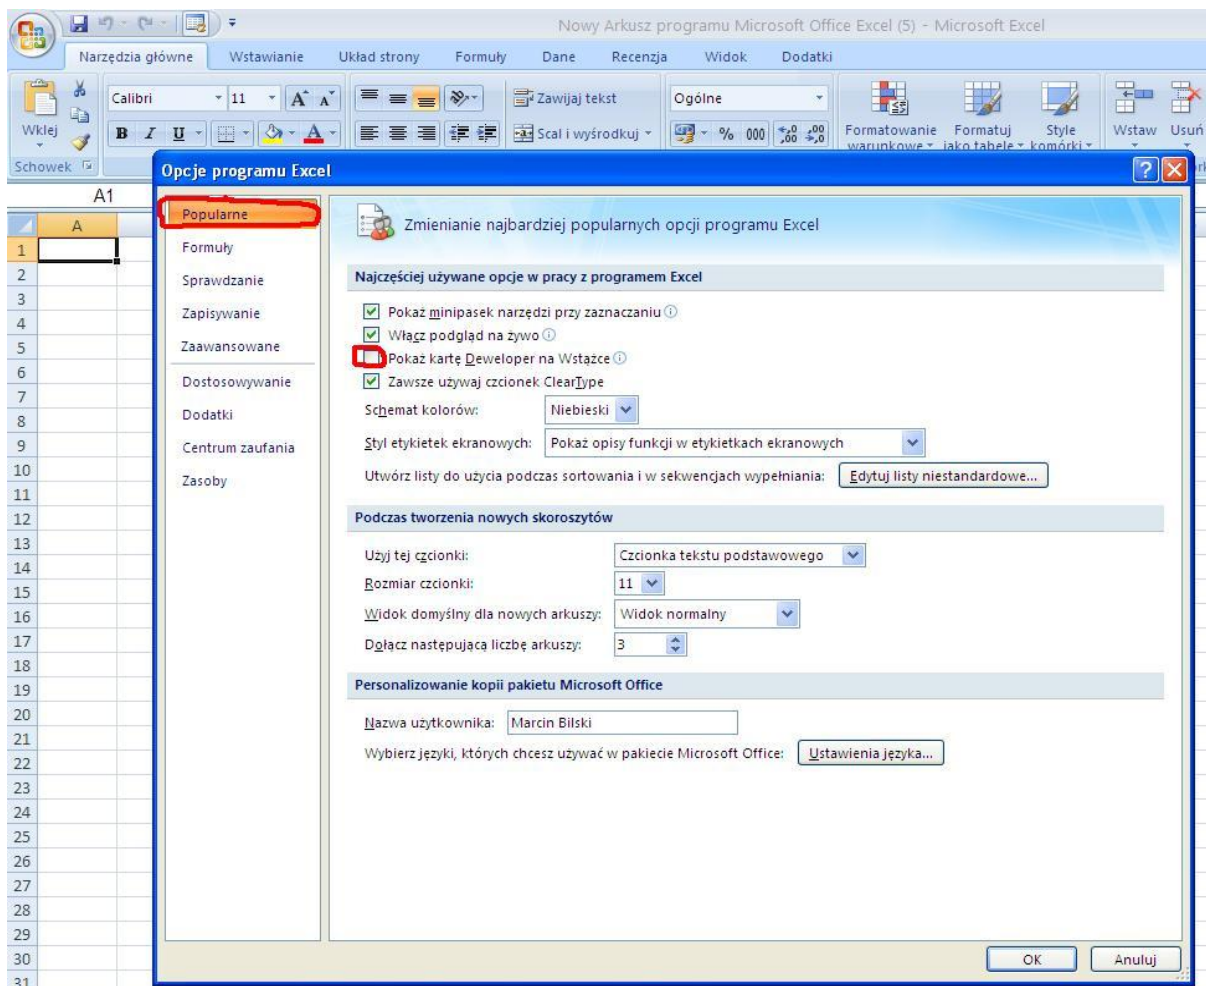 Nowy Arkusz programu Microsoft Office Excel (5) - Microsoft Excel
Narzędzia główne Wstawianie Układ strony Formuły Dane Recenzja Widok Dodatki
Calibri 11 A A Zawijaj tekst Ogólne
Wklej B I U A Scal i wyśrodkuj % 000 Formatowanie warunkowe Formatuj jako tabele Style komórki Wstaw Usuń
Schowek
A1
A
1
2
3
4
5
6
7
8
9
10
11
12
13
14
15
16
17
18
19
20
21
22
23
24
25
26
27
28
29
30
31
Opcje programu Excel
Popularne
Formuły
Sprawdzanie
Zapisywanie
Zaawansowane
Dostosowywanie
Dodatki
Centrum zaufania
Zasoby
Zmienianie najbardziej popularnych opcji programu Excel
Najczęściej używane opcje w pracy z programem Excel
Pokaż minipasek narzędzi przy zaznaczaniu
Włącz podgląd na żywo
Pokaż kartę Deweloper na Wstążce
Zawsze używaj czcionek ClearType
Schemat kolorów: Niebieski
Styl etykietek ekranowych: Pokaż opisy funkcji w etykietkach ekranowych
Utwórz listy do użycia podczas sortowania i w sekwencjach wypełniania: Edytuj listy niestandardowe...
Podczas tworzenia nowych skoroszytów
Użyj tej czcionki: Czcionka tekstu podstawowego
Rozmiar czcionki: 11
Widok domyślny dla nowych arkuszy: Widok normalny
Dołącz następującą liczbę arkuszy: 3
Personalizowanie kopii pakietu Microsoft Office
Nazwa użytkownika: Marcin Bilski
Wybierz języki, których chcesz używać w pakiecie Microsoft Office: Ustawienia języka...
OK Anuluj